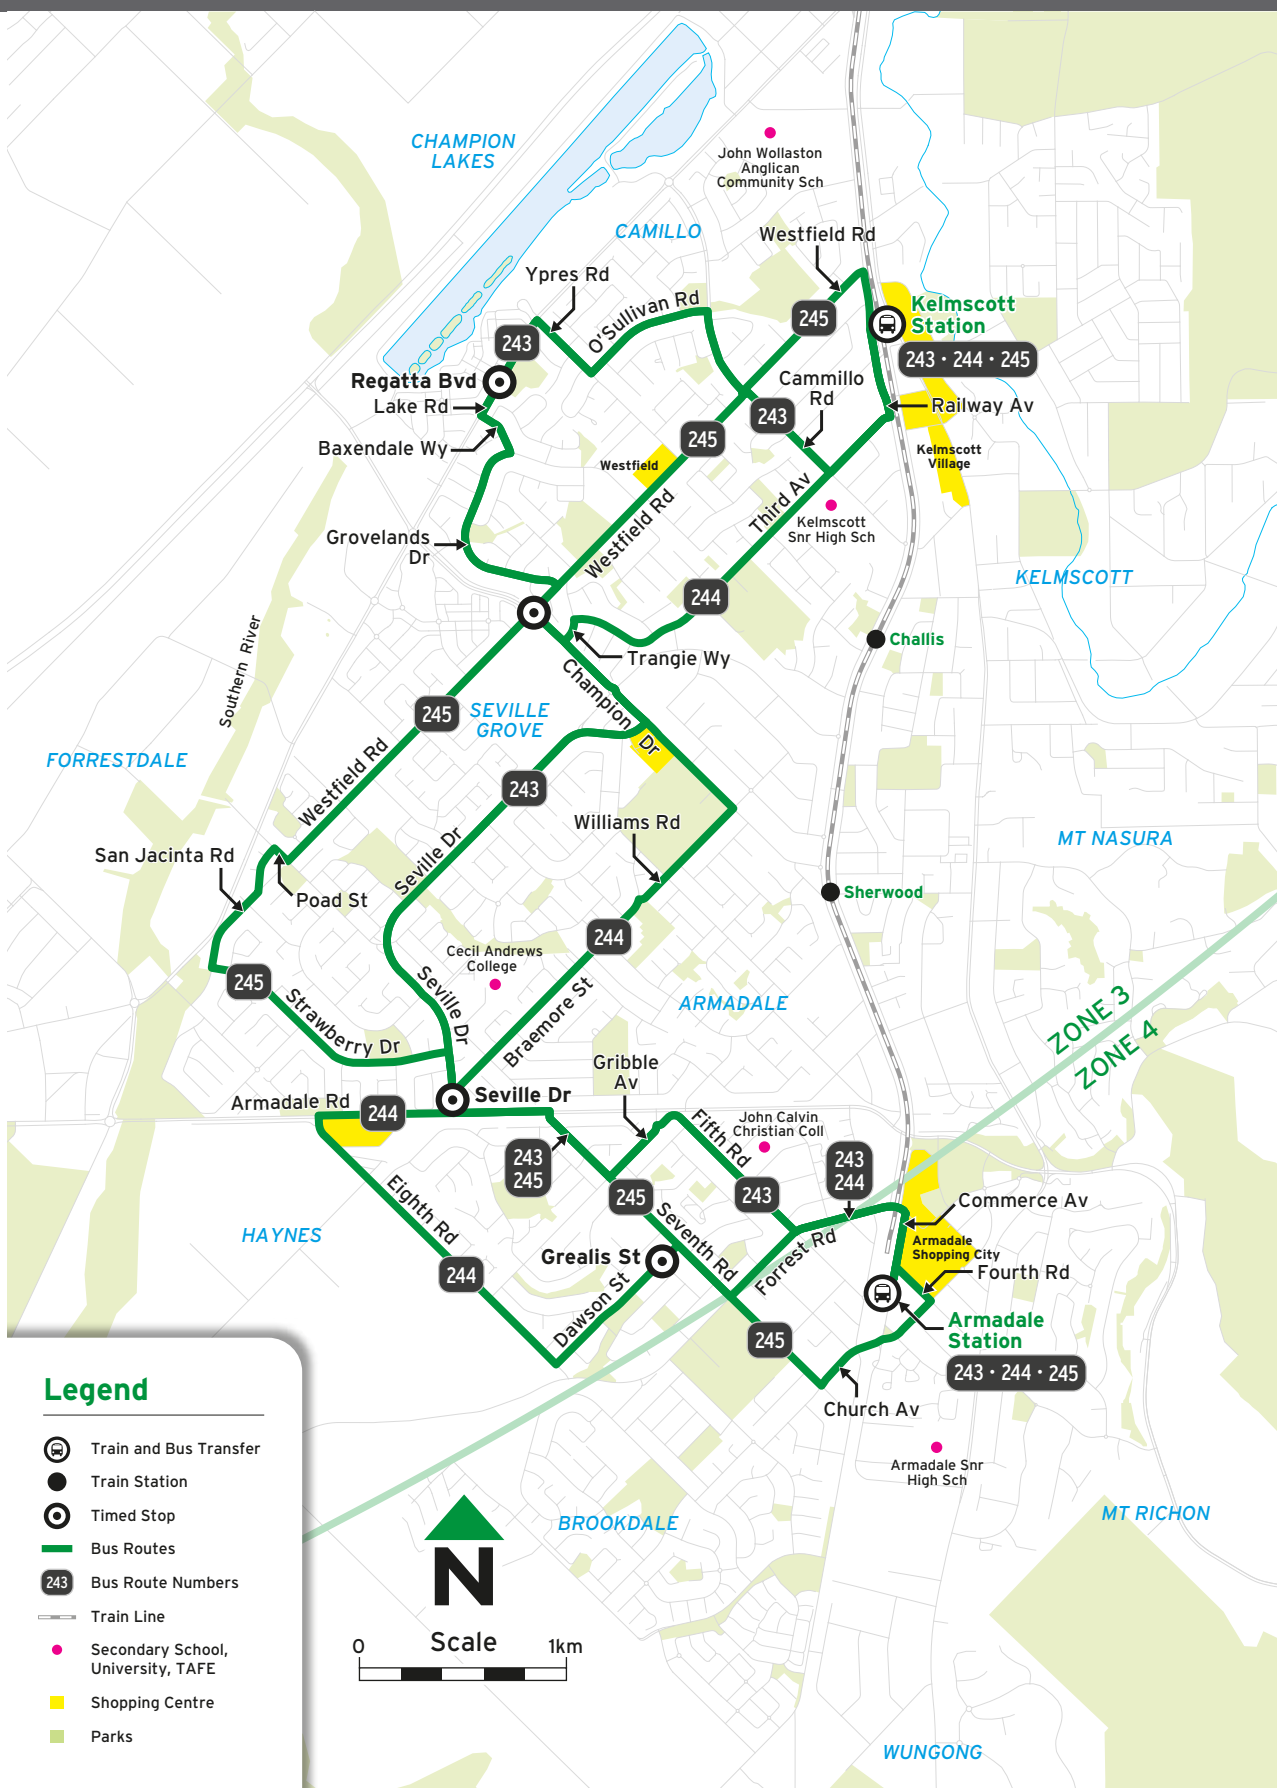 CHAMPION
LAKES
John Wollaston
Anglican
Community Sch
CAMILLO
Westfield Rd
Ypres Rd
O'Sullivan Rd
245
Kelmscott
Station
243 • 244 • 245
243
Regatta Bvd
Lake Rd
Cammillo
Rd
243
Railway Av
Baxendale Wy
245
Westfield
Kelmscott
Village
Third Av
Westfield Rd
Kelmscott
Snr High Sch
Grovelands
Dr
KELMSCOTT
244
Challis
Trangie Wy
Southern River
Champion
Dr
245
SEVILLE
GROVE
FORRESTDALE
Westfield Rd
243
Williams Rd
MT NASURA
San Jacinta Rd
Seville Dr
Poad St
Sherwood
244
Cecil Andrews
College
245
Seville Dr
Strawberry Dr
Braemore St
ARMADALE
ZONE 3
ZONE 4
Gribble
Av
Seville Dr
Armadale Rd
244
Fifth Rd
John Calvin
Christian Coll
243
245
243
244
245
243
Eighth Rd
Seventh Rd
Commerce Av
HAYNES
Forrest Rd
Armadale
Shopping City
Grealis St
Fourth Rd
244
Dawson St
Armadale
Station
243 • 244 • 245
245
Church Av
Armadale Snr
High Sch
BROOKDALE
MT RICHON
WUNGONG
N
Scale
0
1km
Legend
Train and Bus Transfer
Train Station
Timed Stop
Bus Routes
243
Bus Route Numbers
Train Line
Secondary School,
University, TAFE
Shopping Centre
Parks